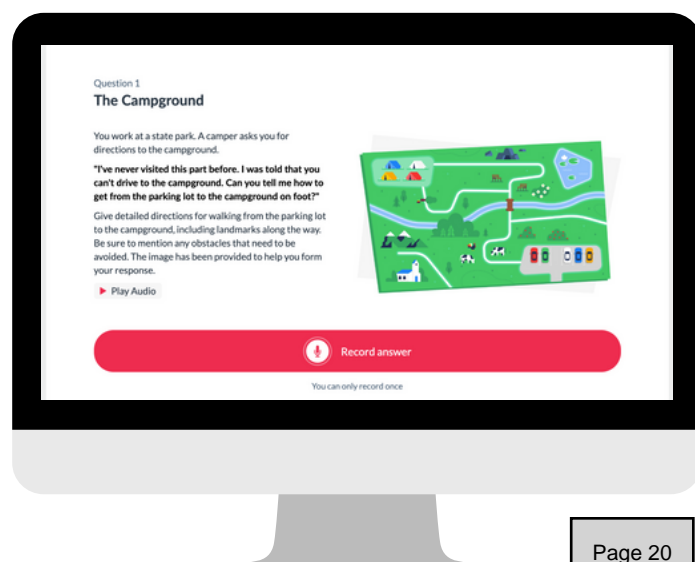 Question 1
The Campground
You work at a state park. A camper asks you for
directions to the campground.
"I've never visited this part before. I was told that you
can't drive to the campground. Can you tell me how to
get from the parking lot to the campground on foot?"
Give detailed directions for walking from the parking lot
to the campground, including landmarks along the way.
Be sure to mention any obstacles that need to be
avoided. The image has been provided to help you form
your response.
Play Audio
Record answer
You can only record once
Page 20